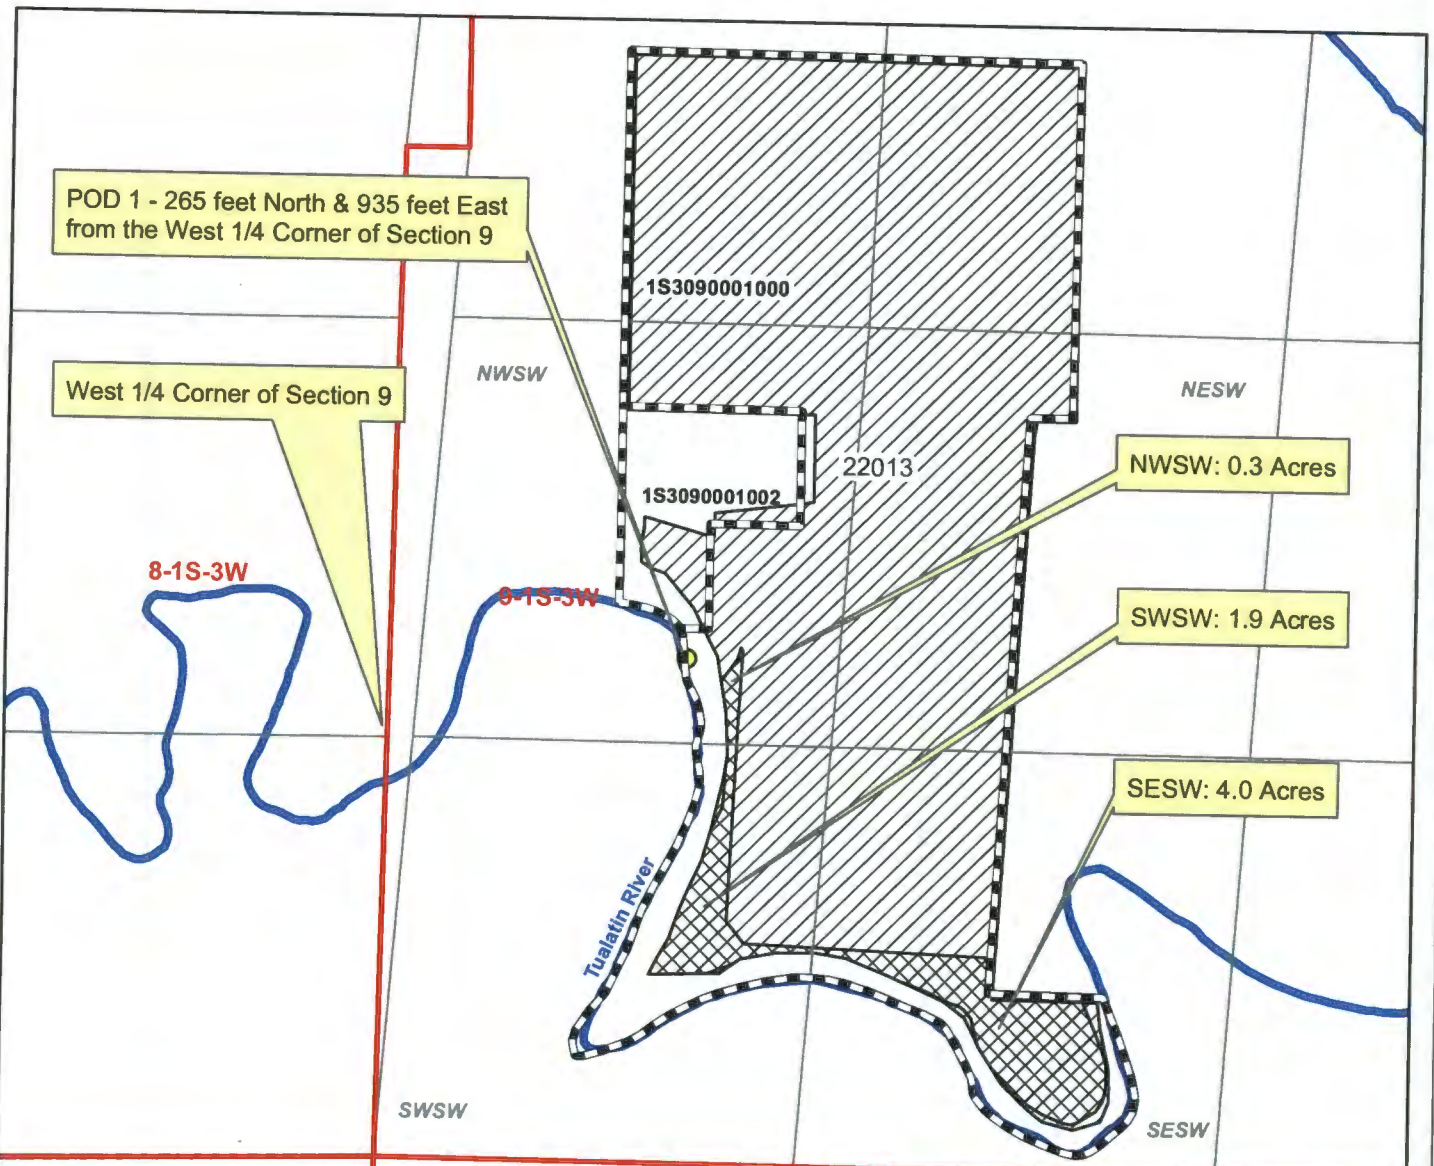 POD 1 - 265 feet North & 935 feet East
from the West 1/4 Corner of Section 9
1S3090001000
NWSW
West 1/4 Corner of Section 9
NESW
NWSW: 0.3 Acres
22013
1S3090001002
8-1S-3W
9-1S-3W
SWSW: 1.9 Acres
SESW: 4.0 Acres
Tualatin River
SWSW
SESW